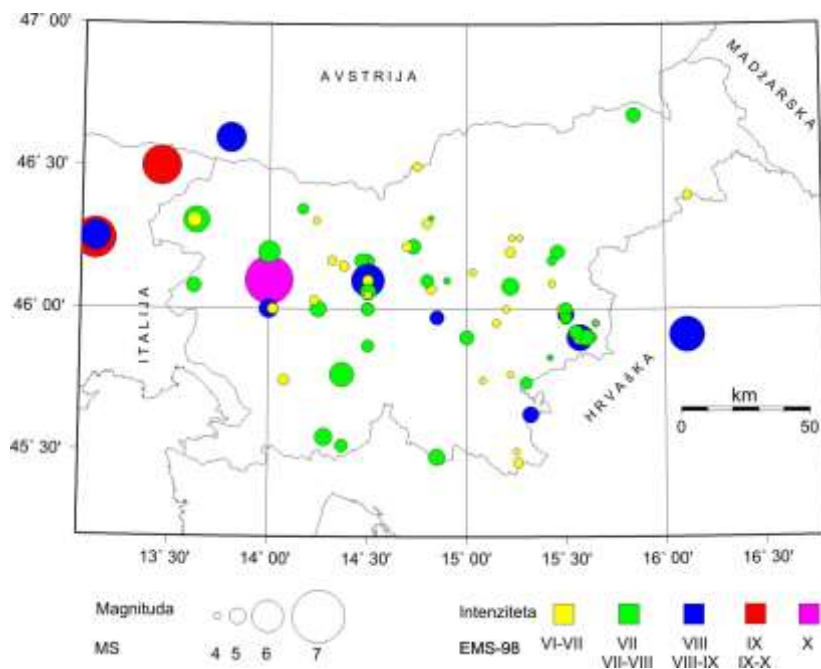 47° 00'
AVSTRIJA
MADžARSKA
46° 30'
46° 00'
ITALIJA
HRVAšKA
km
0 50
45° 30'
13° 30' 14° 00' 14° 30' 15° 00' 15° 30' 16° 00' 16° 30'
Magnituda
MS
4 5 6 7
Intenziteta
EMS-98
VI-VII VII VIII IX X
VII-VIII VIII-IX IX-X